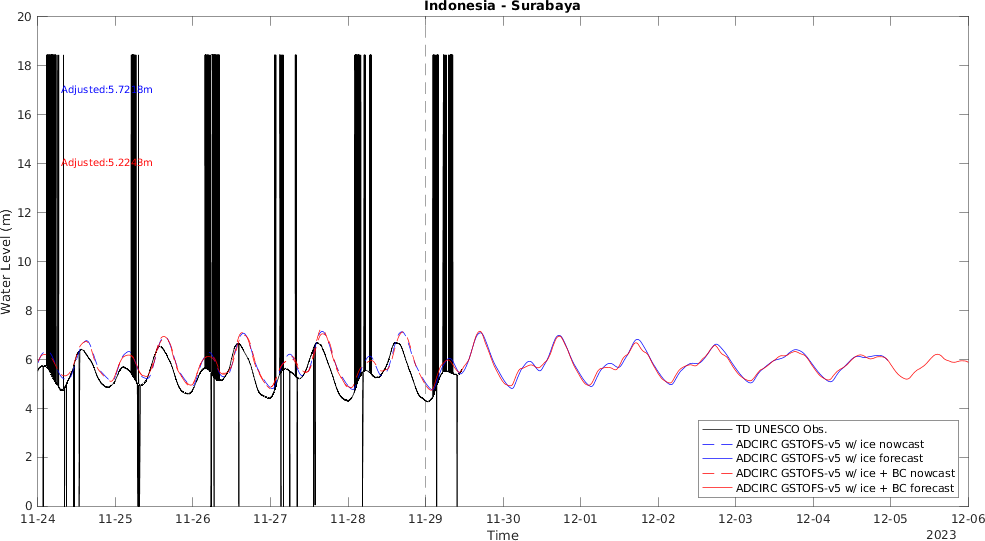 Indonesia - Surabaya
20
18
16
14
12
10
8
6
4
2
0
Water Level (m)
Adjusted:5.7278m
Adjusted:5.2243m
TD UNESCO Obs.
ADCIRC GSTOFS-v5 w/ ice nowcast
ADCIRC GSTOFS-v5 w/ ice forecast
ADCIRC GSTOFS-v5 w/ ice + BC nowcast
ADCIRC GSTOFS-v5 w/ ice + BC forecast
11-24 11-25 11-26 11-27 11-28 11-29 11-30 12-01 12-02 12-03 12-04 12-05 12-06
Time
2023